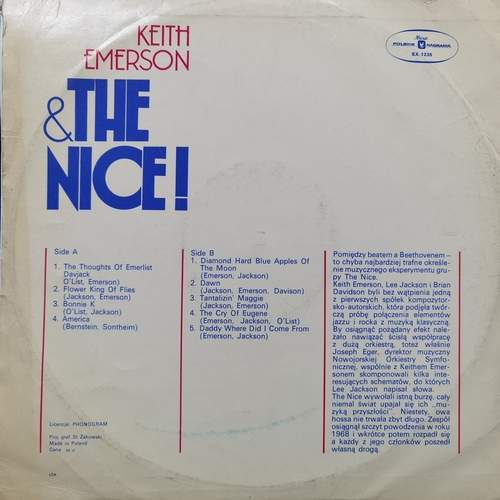 KEITH
EMERSON
& THE
NICE!
Muza
POLSKIE NAGRANIA
SX-1235
Side A
1. The Thoughts Of Emerlist
Davjack
O'List, Emerson)
2. Flower King Of Flies
(Jackson, Emerson)
3. Bonnie K
(O'List, Jackson)
4. America
(Bernstein, Sontheim)
Side B
1. Diamond Hard Blue Apples Of
The Moon
(Emerson, Jackson)
2. Dawn
(Jackson, Emerson, Davison)
3. Tantalizin' Maggie
(Jackson, Emerson)
4. The Cry Of Eugene
(Emerson, Jackson, O'List)
5. Daddy Where Did I Come From
(Emerson, Jackson)
Pomiędzy beatem a Beethovenem –
to chyba najbardziej trafne określe-
nie muzycznego eksperymentu gru-
py The Nice.
Keith Emerson, Lee Jackson i Brian
Davidson byli bez wątpienia jedną
z pierwszych spółek kompozytor-
sko-autorskich, która podjęła twór-
czą próbę połączenia elementów
jazzu i rocka z muzyką klasyczną.
By osiągnąć pożądany efekt nale-
żało nawiązać ścisłą współpracę
z dużą orkiestrą, toteż właśnie
Joseph Eger, dyrektor muzyczny
Nowojorskiej Orkiestry Symfo-
nicznej, wspólnie z Keithem Emer-
sonem skomponowali kilka inte-
resujących schematów, do których
Lee Jackson napisał słowa.
The Nice wywołali istną burzę, cały
niemal świat upajał się ich „mu-
zyką przyszłości". Niestety, owa
hossa nie trwała zbyt długo. Zespół
osiągnął szczyt powodzenia w roku
1968 i wkrótce potem rozpadł się
a każdy z jego członków poszedł
własną drogą.
Licencja: PHONOGRAM
Proj. graf. St. Żakowski
Made in Poland
Cena zł